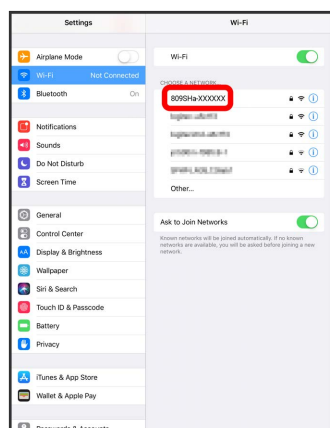 Settings
Wi-Fi
Airplane Mode
Wi-Fi
Not Connected
Bluetooth
On
Notifications
Sounds
Do Not Disturb
Screen Time
General
Control Center
AA
Display & Brightness
Wallpaper
Siri & Search
Touch ID & Passcode
Battery
Privacy
iTunes & App Store
Wallet & Apple Pay
Wi-Fi
CHOOSE A NETWORK...
809SHa-XXXXXX
Other...
Ask to Join Networks
Known networks will be joined automatically. If no known
networks are available, you will be asked before joining a new
network.